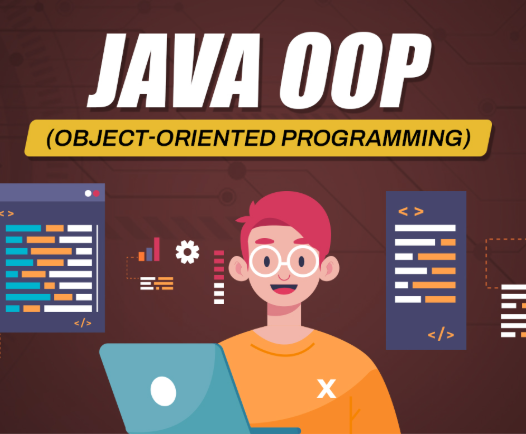 JAVA OOP
(OBJECT-ORIENTED PROGRAMMING)
< >
< >
</>
</>
X